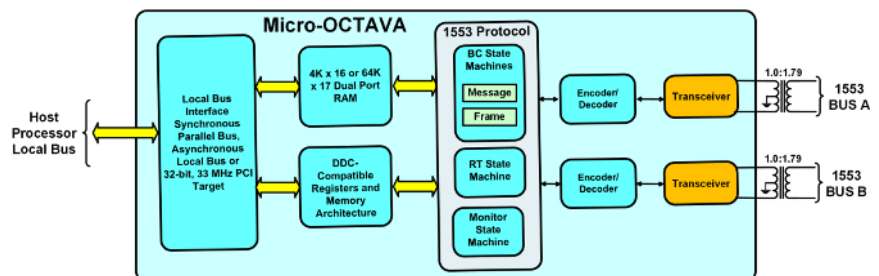 Micro-OCTAVA
Host
Processor
Local Bus
Local Bus
Interface
Synchronous
Parallel Bus,
Asynchronous
Local Bus or
32-bit, 33 MHz PCI
Target
4K x 16 or 64K
x 17 Dual Port
RAM
DDC-
Compatible
Registers and
Memory
Architecture
1553 Protocol
BC State
Machines
Message
Frame
RT State
Machine
Monitor
State
Machine
Encoder/
Decoder
Encoder/
Decoder
Transceiver
Transceiver
1.0:1.79
1553
BUS A
1.0:1.79
1553
BUS B